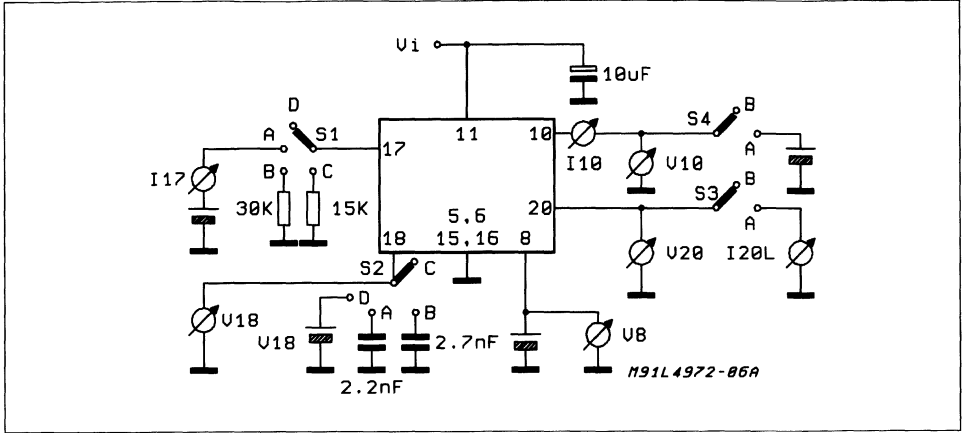 Vi
10uF
D
A
S1
11
10
S4
B
17
I10
V10
A
I17
B
C
30K
15K
20
S3
B
5,6
15,16
18
8
A
S2
C
V20
I20L
D
V18
A
B
V18
2.7nF
V8
2.2nF
M91L4972-06A